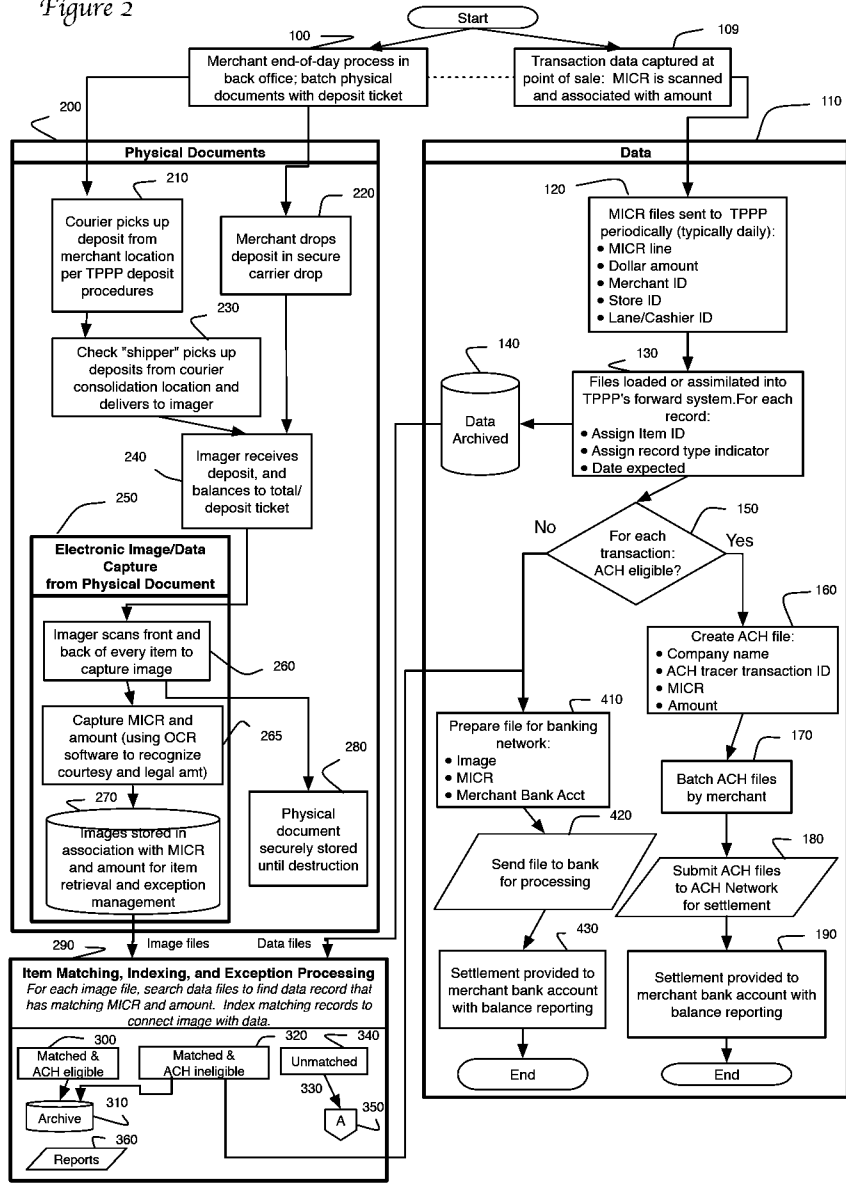 Figure 2
Start
100
Merchant end-of-day process in
back office; batch physical
documents with deposit ticket
109
Transaction data captured at
point of sale:  MICR is scanned
and associated with amount
200
Physical Documents
210
Courier picks up
deposit from
merchant location
per TPPP deposit
procedures
220
Merchant drops
deposit in secure
carrier drop
230
Check "shipper" picks up
deposits from courier
consolidation location and
delivers to imager
240
Imager receives
deposit, and
balances to total/
deposit ticket
250
Electronic Image/Data
Capture
from Physical Document
Imager scans front and
back of every item to
capture image
260
Capture MICR and
amount (using OCR
software to recognize
courtesy and legal amt)
265
270
Images stored in
association with MICR
and amount for item
retrieval and exception
management
280
Physical
document
securely stored
until destruction
110
Data
120
MICR files sent to  TPPP
periodically (typically daily):
• MICR line
• Dollar amount
• Merchant ID
• Store ID
• Lane/Cashier ID
130
Files loaded or assimilated into
TPPP's forward system.For each
record:
• Assign Item ID
• Assign record type indicator
• Date expected
140
Data
Archived
150
For each
transaction:
ACH eligible?
No
Yes
160
Create ACH file:
• Company name
• ACH tracer transaction ID
• MICR
• Amount
170
Batch ACH files
by merchant
180
Submit ACH files
to ACH Network
for settlement
190
Settlement provided to
merchant bank account with
balance reporting
End
410
Prepare file for banking
network:
• Image
• MICR
• Merchant Bank Acct
420
Send file to bank
for processing
430
Settlement provided to
merchant bank account
with balance reporting
End
Image files
Data files
290
Item Matching, Indexing, and Exception Processing
For each image file, search data files to find data record that
has matching MICR and amount.  Index matching records to
connect image with data.
300
Matched &
ACH eligible
320
Matched &
ACH ineligible
340
Unmatched
330
A
350
Archive
310
360
Reports